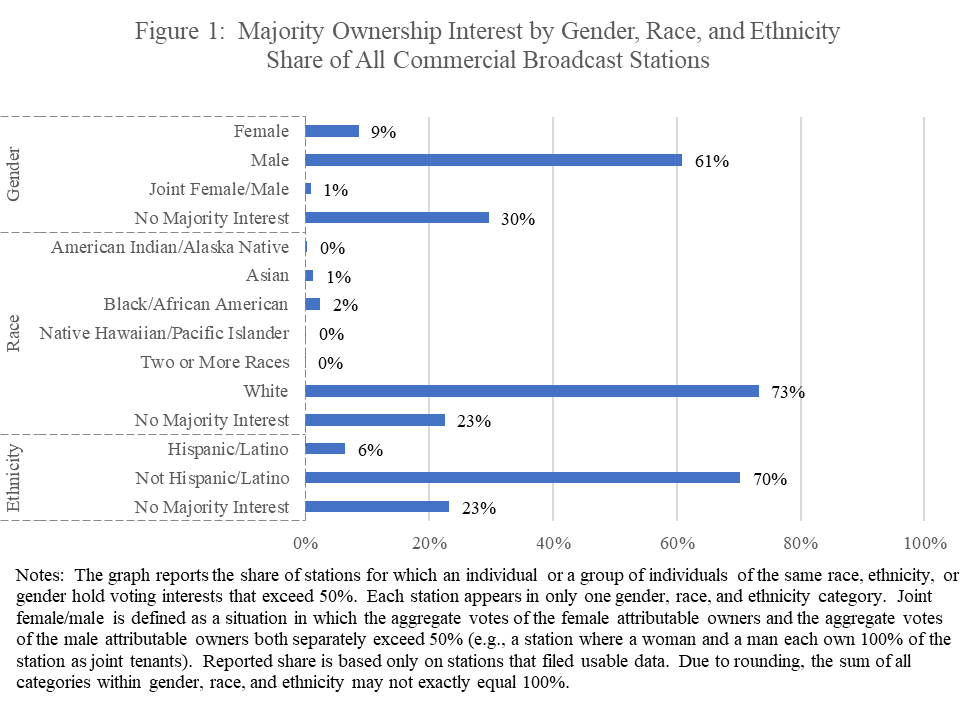 Figure 1:  Majority Ownership Interest by Gender, Race, and Ethnicity
Share of All Commercial Broadcast Stations
Gender
Female 9%
Male 61%
Joint Female/Male 1%
No Majority Interest 30%
Race
American Indian/Alaska Native 0%
Asian 1%
Black/African American 2%
Native Hawaiian/Pacific Islander 0%
Two or More Races 0%
White 73%
No Majority Interest 23%
Ethnicity
Hispanic/Latino 6%
Not Hispanic/Latino 70%
No Majority Interest 23%
0% 20% 40% 60% 80% 100%
Notes:  The graph reports the share of stations for which an individual or a group of individuals of the same race, ethnicity, or
gender hold voting interests that exceed 50%.  Each station appears in only one gender, race, and ethnicity category.  Joint
female/male is defined as a situation in which the aggregate votes of the female attributable owners and the aggregate votes
of the male attributable owners both separately exceed 50% (e.g., a station where a woman and a man each own 100% of the
station as joint tenants).  Reported share is based only on stations that filed usable data.  Due to rounding, the sum of all
categories within gender, race, and ethnicity may not exactly equal 100%.